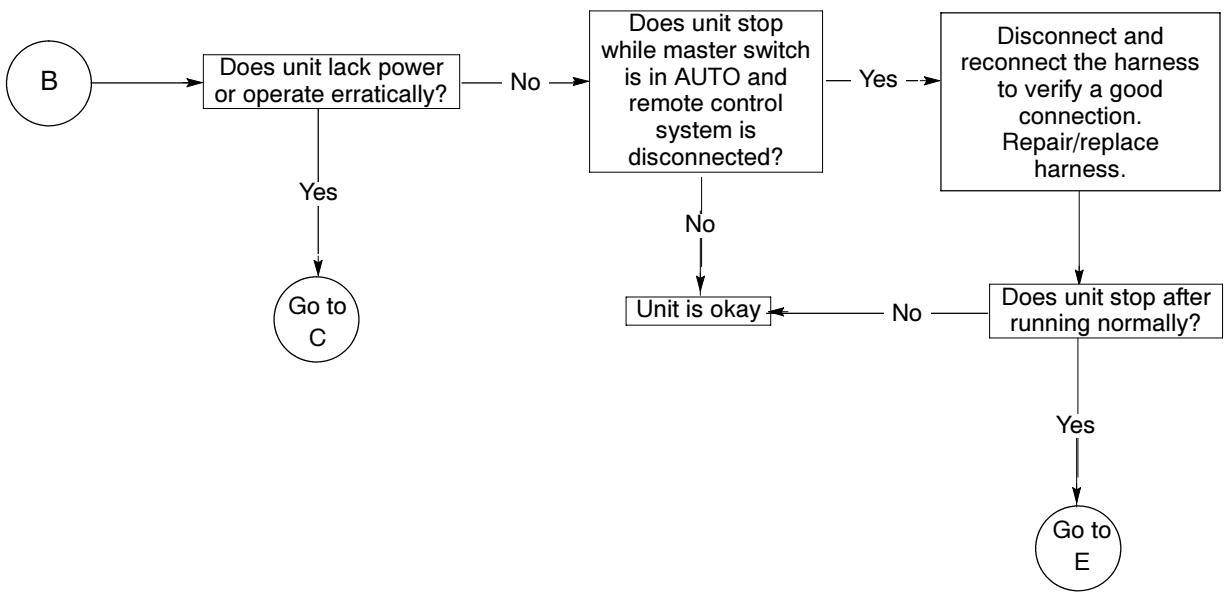 B
Does unit lack power
or operate erratically?
No
Does unit stop
while master switch
is in AUTO and
remote control
system is
disconnected?
Yes
Disconnect and
reconnect the harness
to verify a good
connection.
Repair/replace
harness.
Yes
Go to
C
No
Unit is okay
No
Does unit stop after
running normally?
Yes
Go to
E